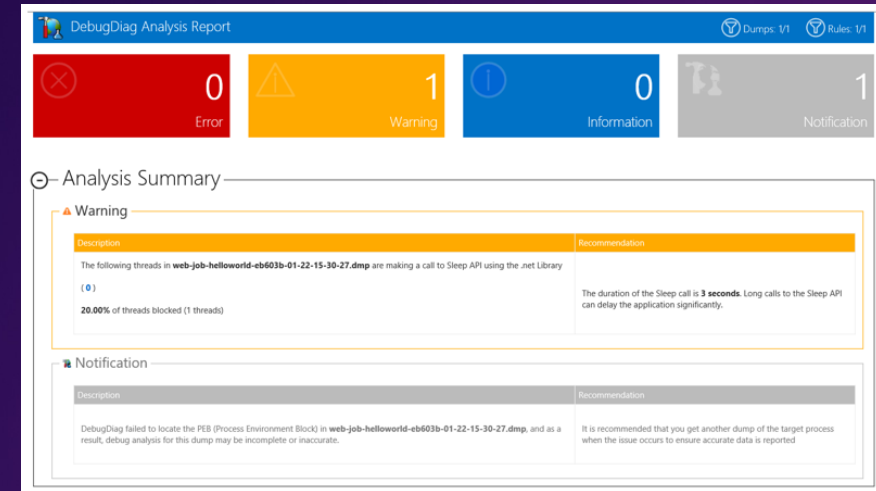 DebugDiag Analysis Report
Dumps: 1/1
Rules: 1/1
0
Error
1
Warning
0
Information
1
Notification
Analysis Summary
Warning
Description
Recommendation
The following threads in web-job-helloworld-eb603b-01-22-15-30-27.dmp are making a call to Sleep API using the .net Library
( 0 )
20.00% of threads blocked (1 threads)
The duration of the Sleep call is 3 seconds. Long calls to the Sleep API
can delay the application significantly.
Notification
Description
Recommendation
DebugDiag failed to locate the PEB (Process Environment Block) in web-job-helloworld-eb603b-01-22-15-30-27.dmp, and as a
result, debug analysis for this dump may be incomplete or inaccurate.
It is recommended that you get another dump of the target process
when the issue occurs to ensure accurate data is reported